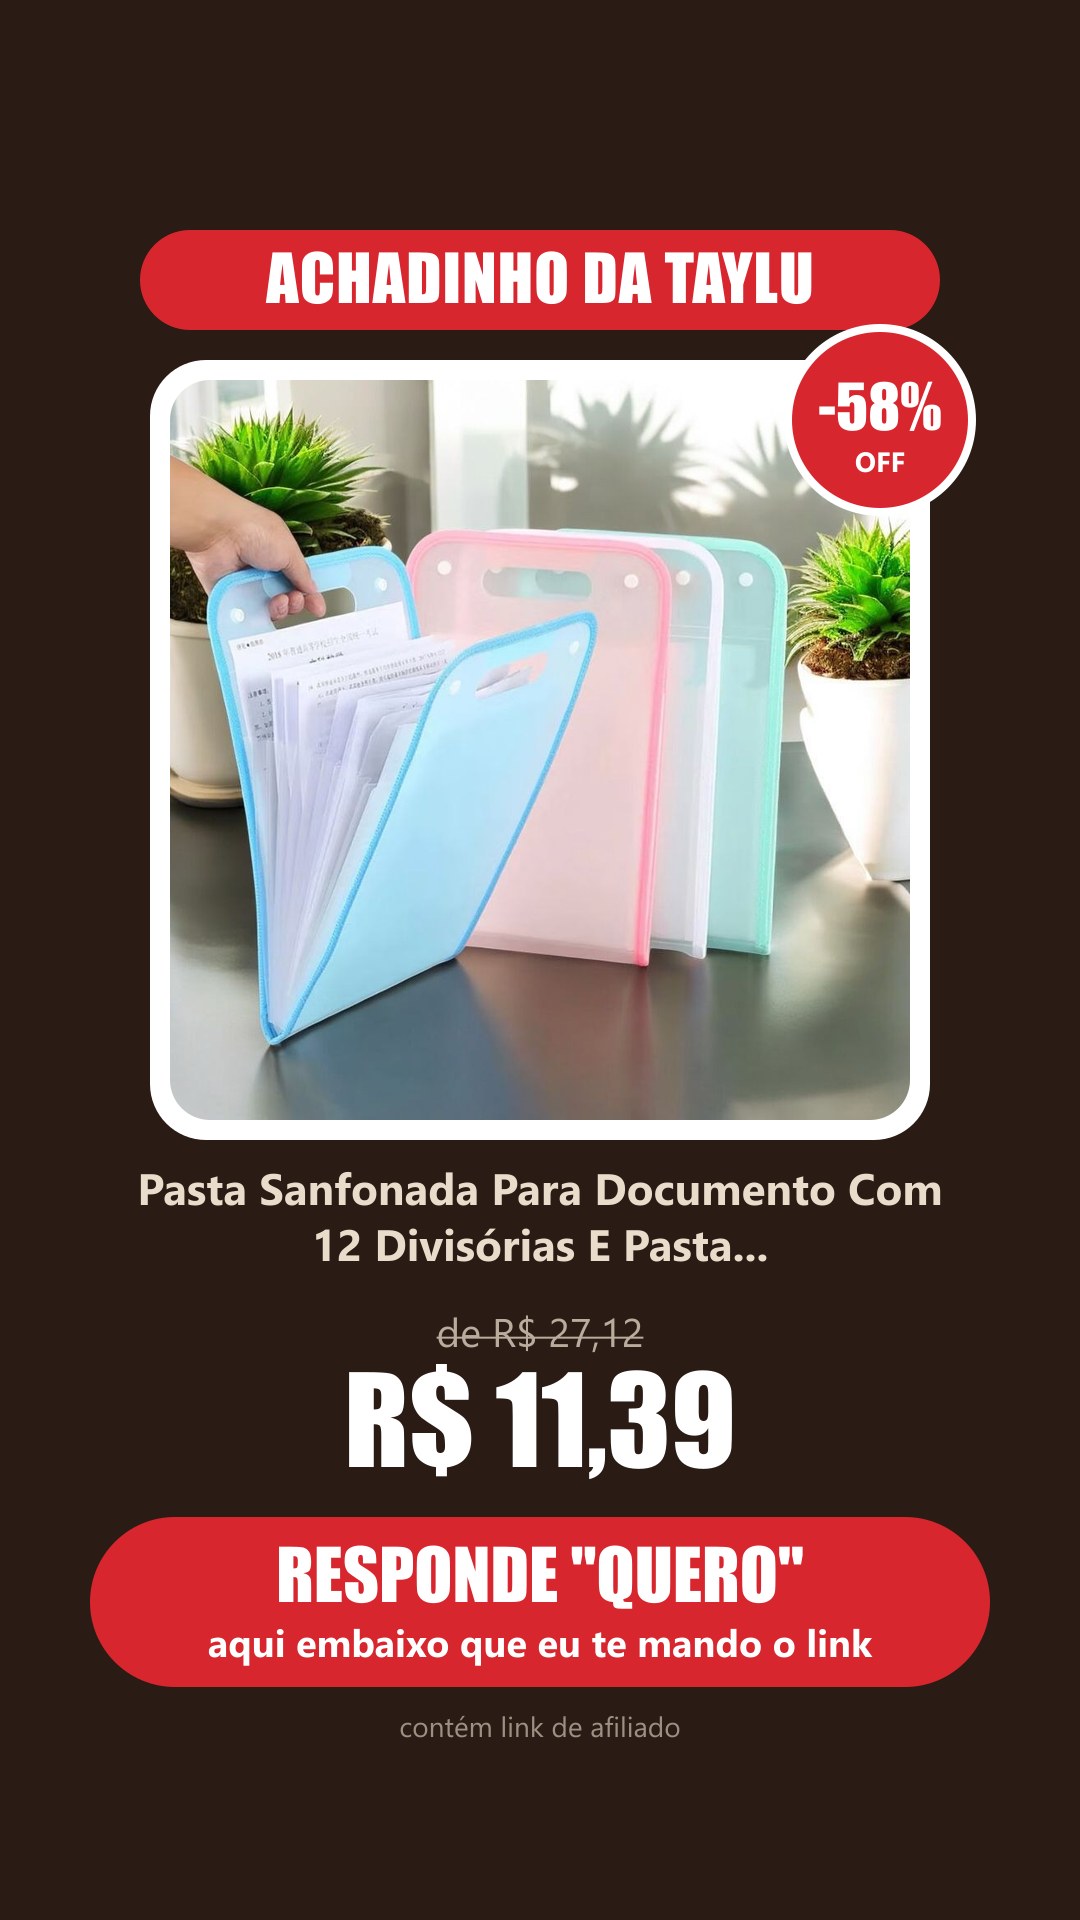 ACHADINHO DA TAYLU
-58%
OFF
Pasta Sanfonada Para Documento Com
12 Divisórias E Pasta...
de R$ 27,12
R$ 11,39
RESPONDE "QUERO"
aqui embaixo que eu te mando o link
contém link de afiliado